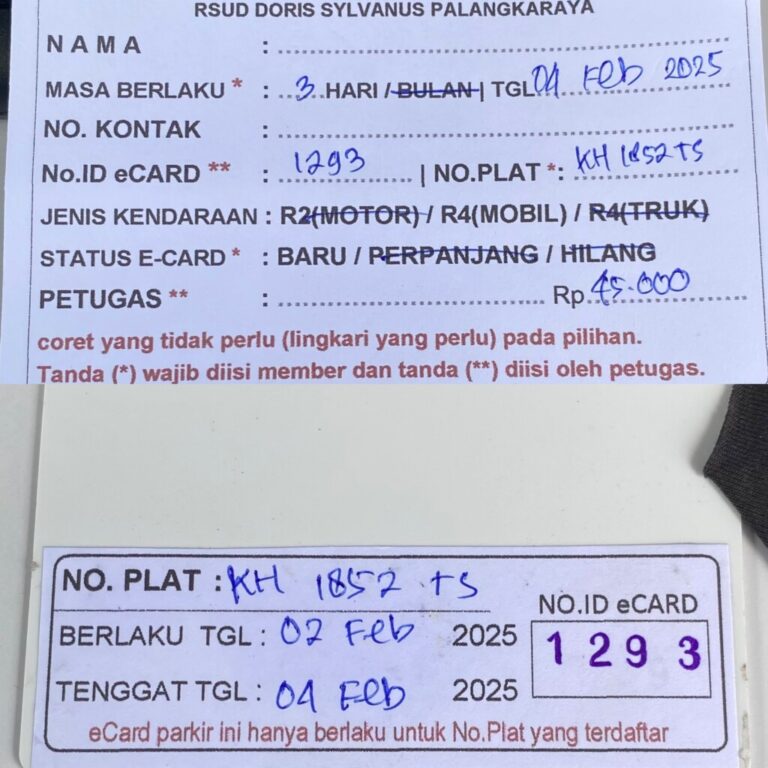 RSUD DORIS SYLVANUS PALANGKARAYA
NAMA :
MASA BERLAKU * : 3 HARI / BULAN | TGL 04 Feb 2025
NO. KONTAK :
No.ID eCARD ** : 1293 | NO.PLAT *: KH 1852 TS
JENIS KENDARAAN : R2(MOTOR) / R4(MOBIL) / R4(TRUK)
STATUS E-CARD * : BARU / PERPANJANG / HILANG
PETUGAS ** : Rp. 45.000
coret yang tidak perlu (lingkari yang perlu) pada pilihan.
Tanda (*) wajib diisi member dan tanda (**) diisi oleh petugas.
NO. PLAT : KH 1852 TS
BERLAKU TGL : 02 Feb 2025
TENGGAT TGL : 04 Feb 2025
NO.ID eCARD
1293
eCard parkir ini hanya berlaku untuk No.Plat yang terdaftar